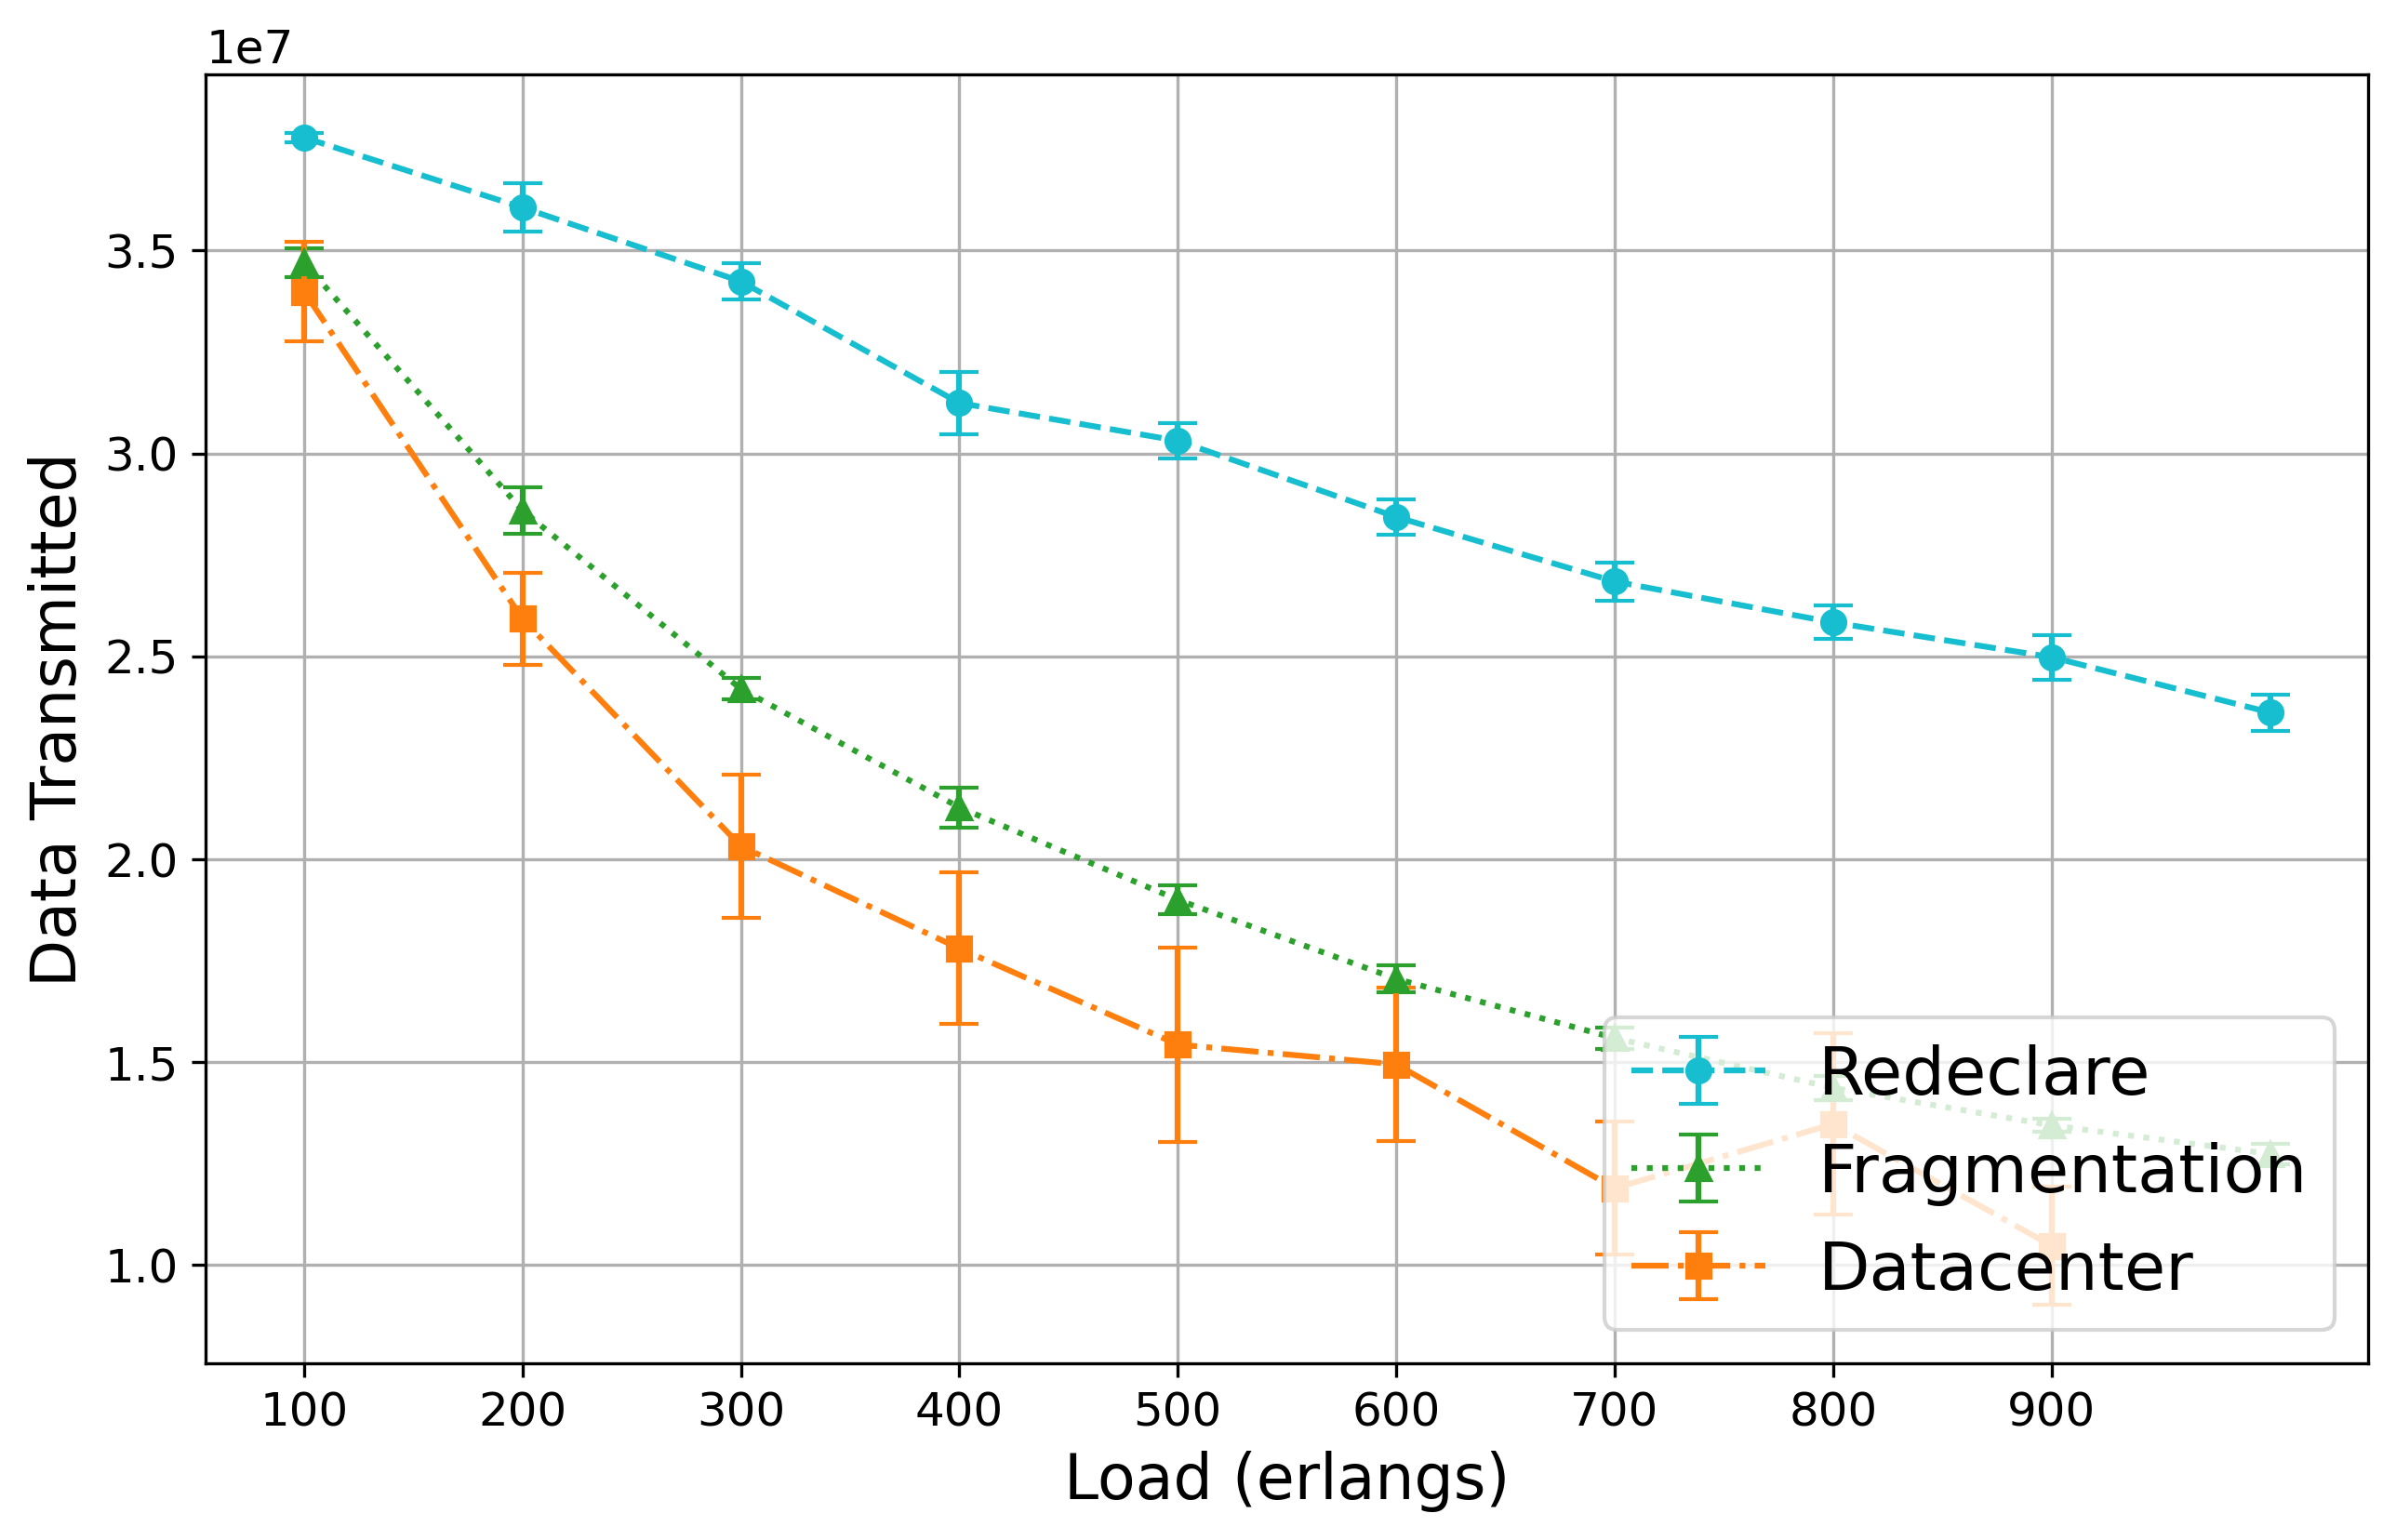 1e7
3.5
3.0
2.5
2.0
1.5
1.0
Data Transmitted
100 200 300 400 500 600 700 800 900
Load (erlangs)
Redeclare
Fragmentation
Datacenter